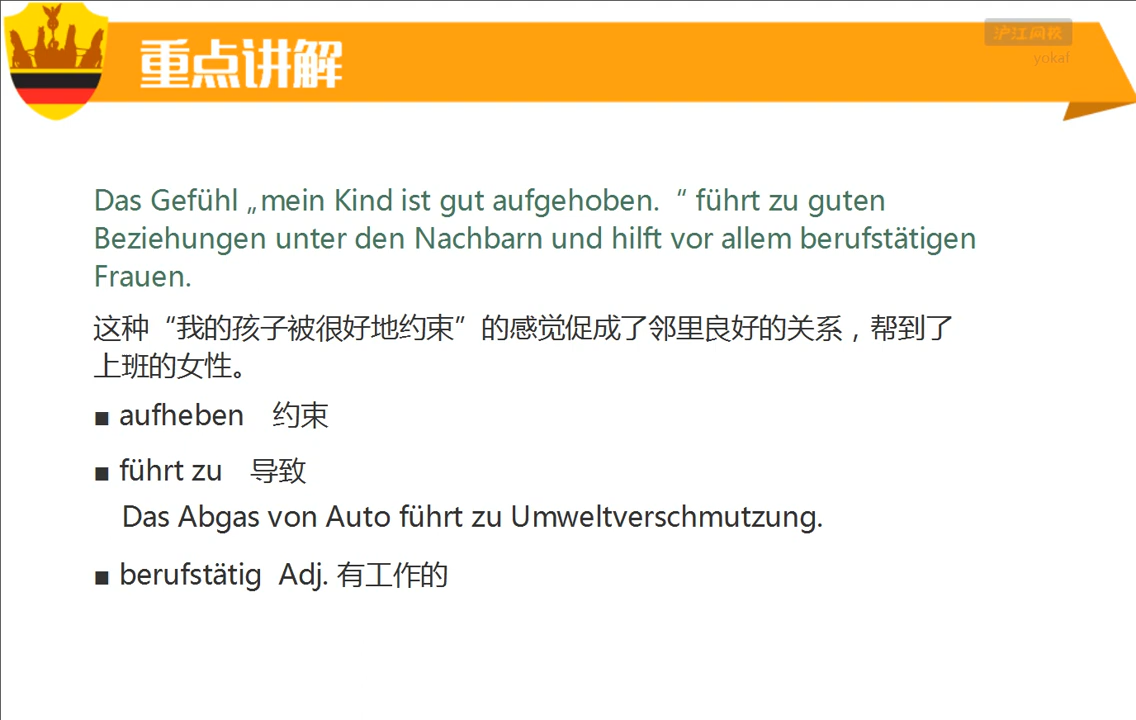 重点讲解
沪江网校
yokaf
Das Gefühl „mein Kind ist gut aufgehoben. “ führt zu guten
Beziehungen unter den Nachbarn und hilft vor allem berufstätigen
Frauen.
这种“我的孩子被很好地约束”的感觉促成了邻里良好的关系，帮到了
上班的女性。
■ aufheben 约束
■ führt zu 导致
Das Abgas von Auto führt zu Umweltverschmutzung.
■ berufstätig Adj. 有工作的